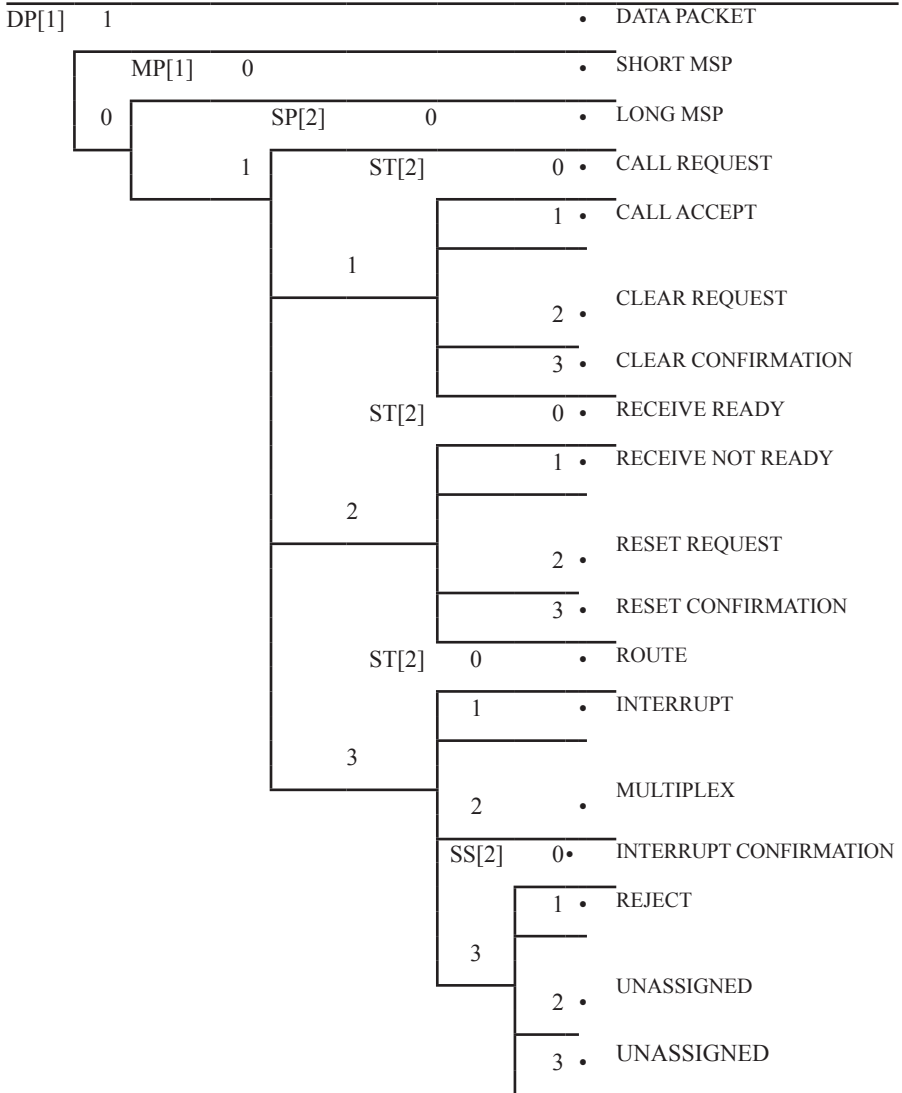 DP[1] 1 • DATA PACKET
MP[1] 0 • SHORT MSP
0 SP[2] 0 • LONG MSP
1 ST[2] 0 • CALL REQUEST
1 • CALL ACCEPT
1
2 • CLEAR REQUEST
3 • CLEAR CONFIRMATION
ST[2] 0 • RECEIVE READY
1 • RECEIVE NOT READY
2
2 • RESET REQUEST
3 • RESET CONFIRMATION
ST[2] 0 • ROUTE
1 • INTERRUPT
3
2 • MULTIPLEX
SS[2] 0• INTERRUPT CONFIRMATION
1 • REJECT
3
2 • UNASSIGNED
3 • UNASSIGNED